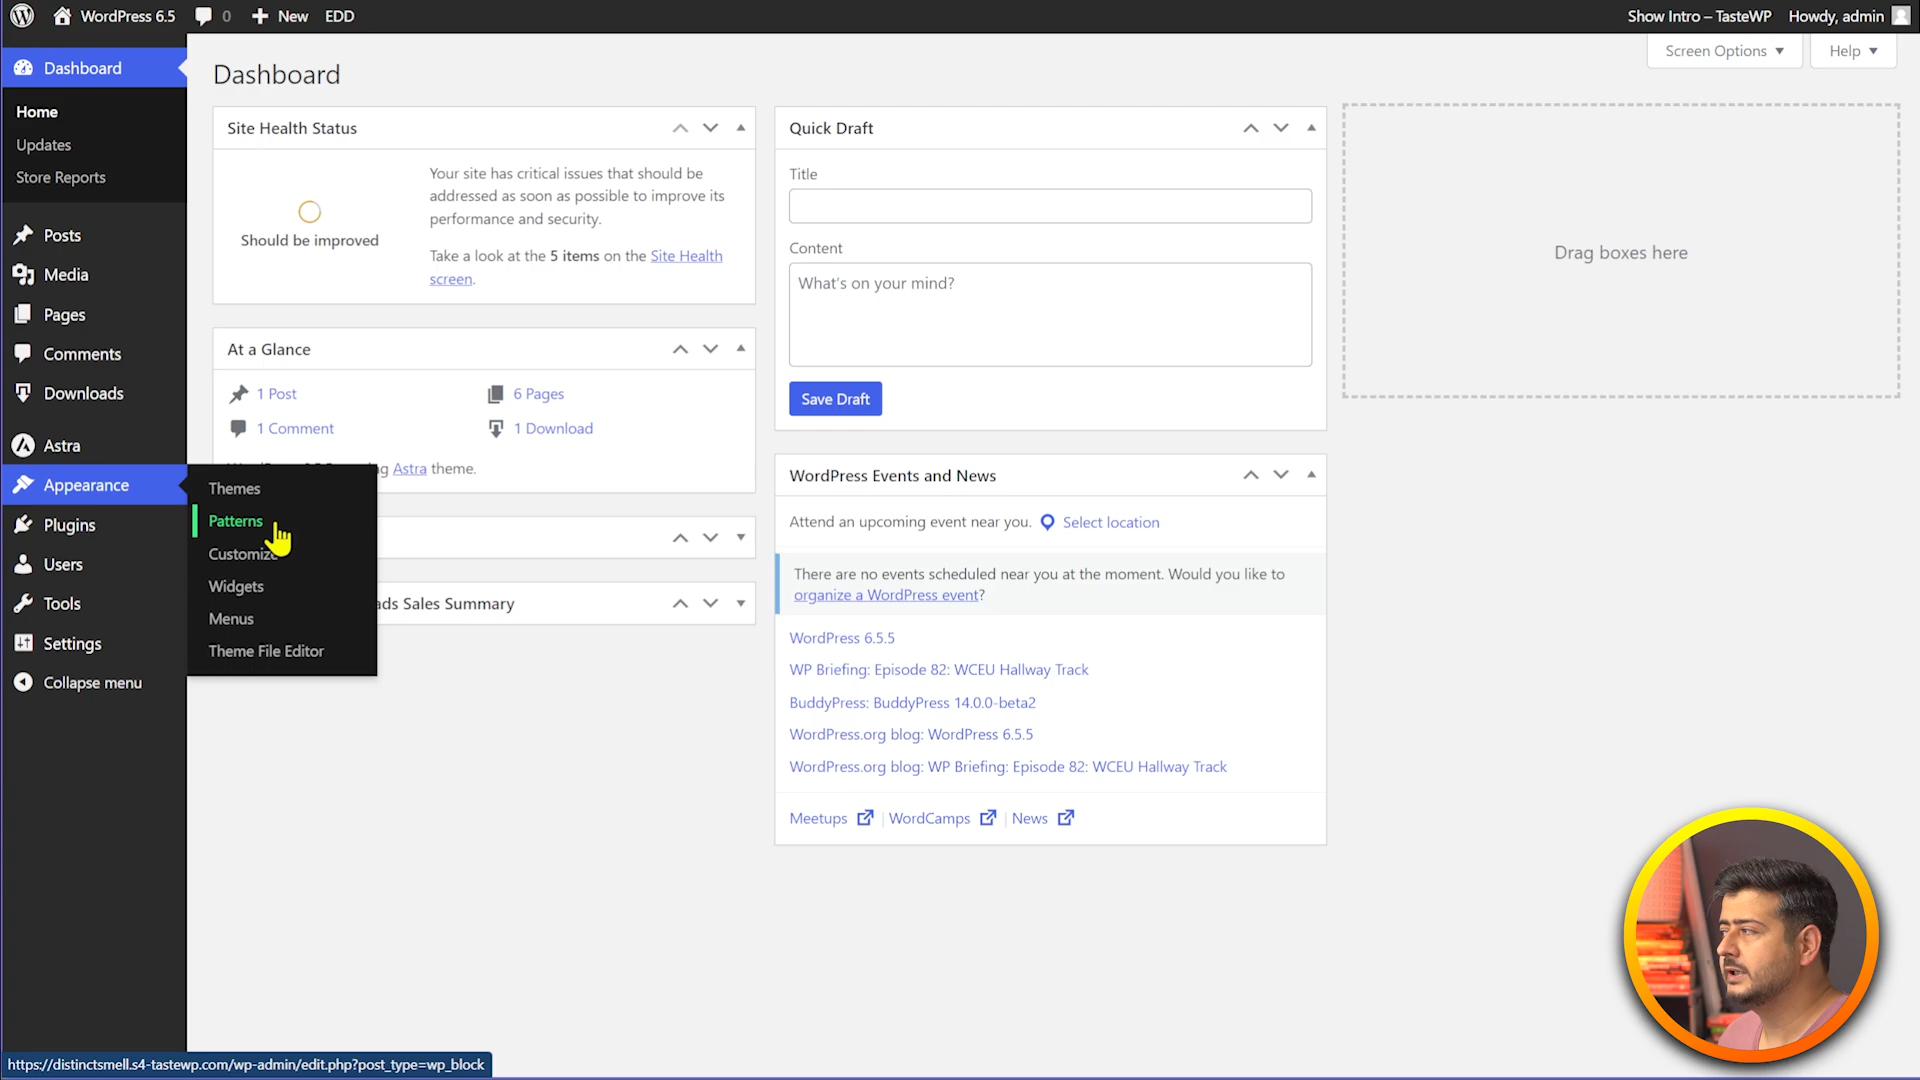 WordPress 6.5
0
New
EDD
Show Intro – TasteWP
Howdy, admin
Screen Options
Help
Dashboard
Home
Updates
Store Reports
Posts
Media
Pages
Comments
Downloads
Astra
Appearance
Plugins
Users
Tools
Settings
Collapse menu
Themes
Patterns
Customize
Widgets
Menus
Theme File Editor
Dashboard
Site Health Status
Should be improved
Your site has critical issues that should be
addressed as soon as possible to improve its
performance and security.
Take a look at the 5 items on the Site Health
screen.
At a Glance
1 Post
6 Pages
1 Comment
1 Download
Astra theme.
Sales Summary
Quick Draft
Title
Content
What's on your mind?
Save Draft
WordPress Events and News
Attend an upcoming event near you. Select location
There are no events scheduled near you at the moment. Would you like to
organize a WordPress event?
WordPress 6.5.5
WP Briefing: Episode 82: WCEU Hallway Track
BuddyPress: BuddyPress 14.0.0-beta2
WordPress.org blog: WordPress 6.5.5
WordPress.org blog: WP Briefing: Episode 82: WCEU Hallway Track
Meetups | WordCamps | News
Drag boxes here
https://distinctsmell.s4-tastewp.com/wp-admin/edit.php?post_type=wp_block